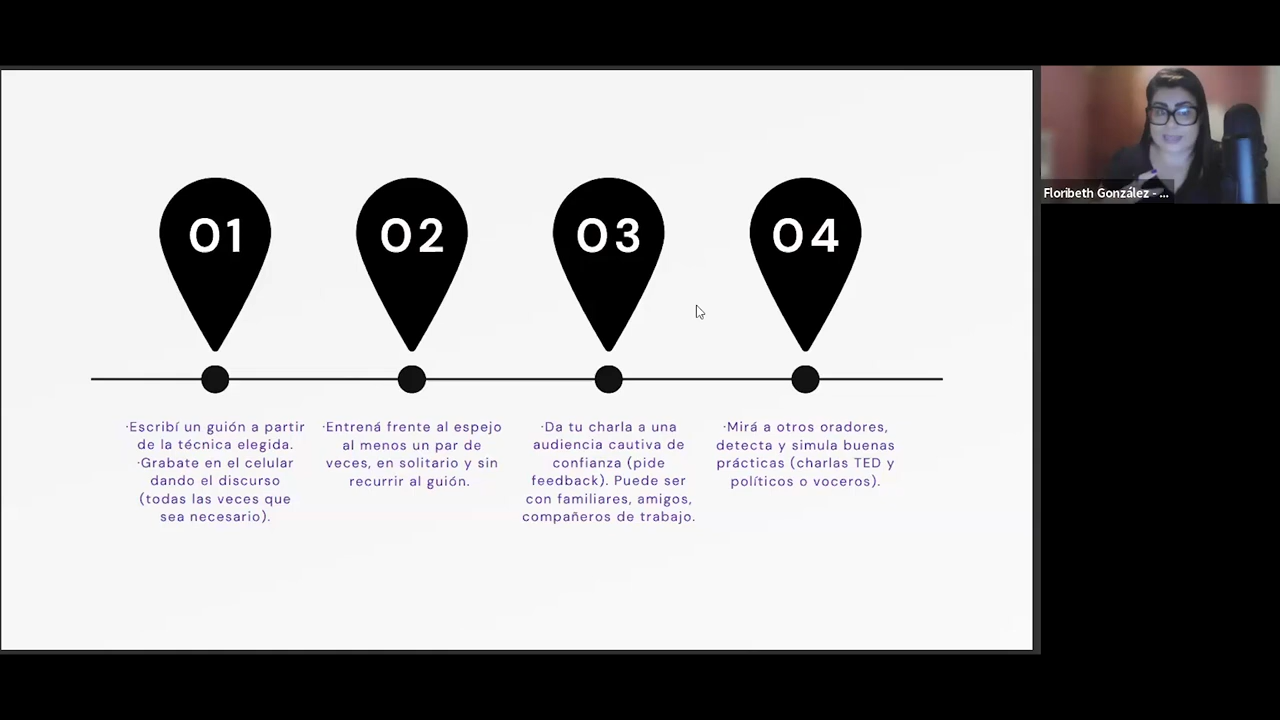 01
02
03
04
·Escribí un guión a partir
de la técnica elegida.
·Grabate en el celular
dando el discurso
(todas las veces que
sea necesario).
·Entrená frente al espejo
al menos un par de
veces, en solitario y sin
recurrir al guión.
·Da tu charla a una
audiencia cautiva de
confianza (pide
feedback). Puede ser
con familiares, amigos,
compañeros de trabajo.
·Mirá a otros oradores,
detecta y simula buenas
prácticas (charlas TED y
políticos o voceros).
Floribeth González - ...